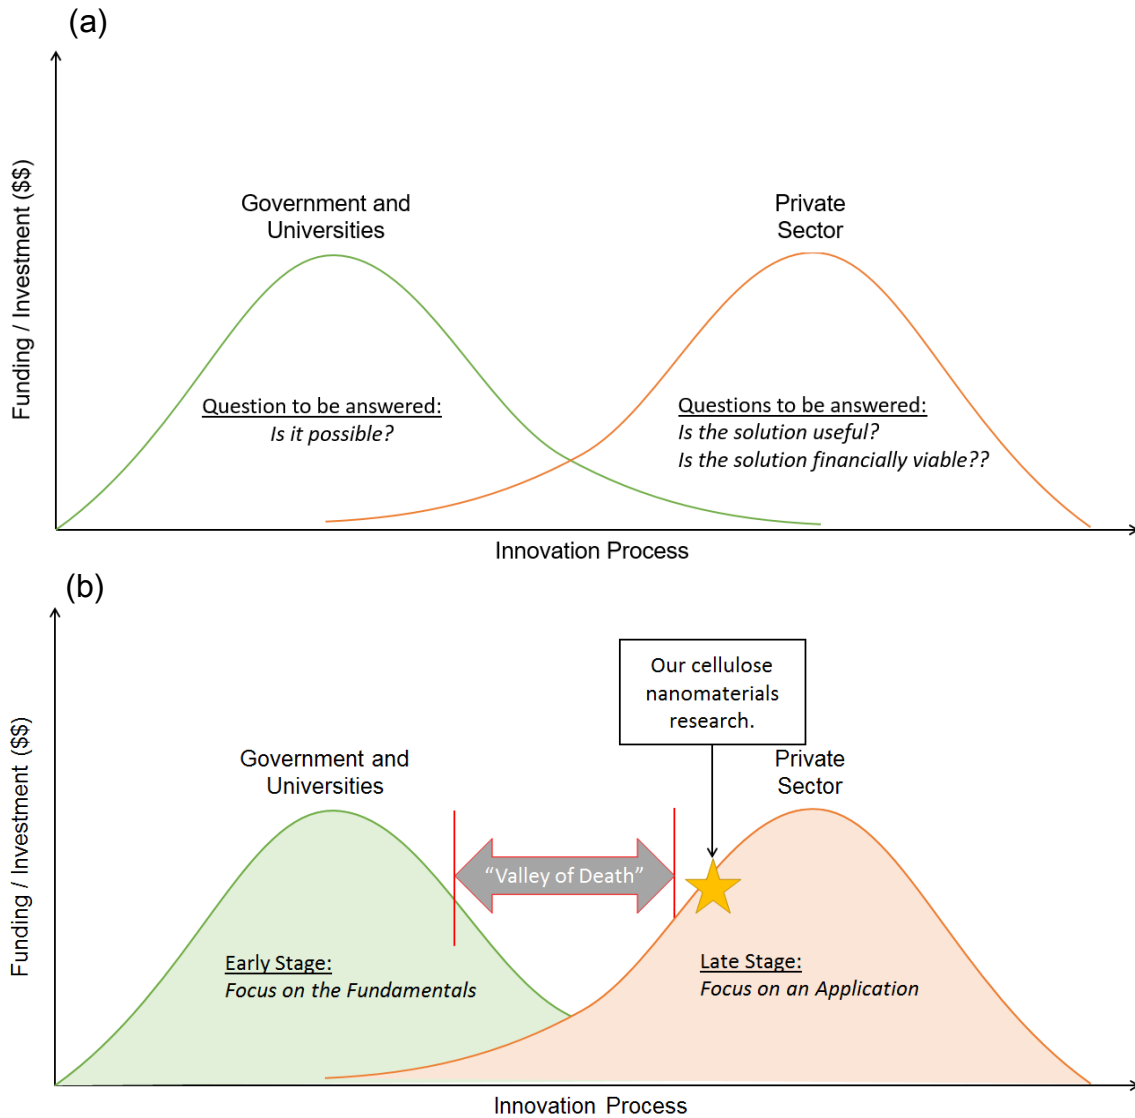 (a)
Funding / Investment ($$)
Government and
Universities
Private
Sector
Question to be answered:
Is it possible?
Questions to be answered:
Is the solution useful?
Is the solution financially viable??
Innovation Process
(b)
Funding / Investment ($$)
Our cellulose
nanomaterials
research.
Government and
Universities
Private
Sector
“Valley of Death”
Early Stage:
Focus on the Fundamentals
Late Stage:
Focus on an Application
Innovation Process